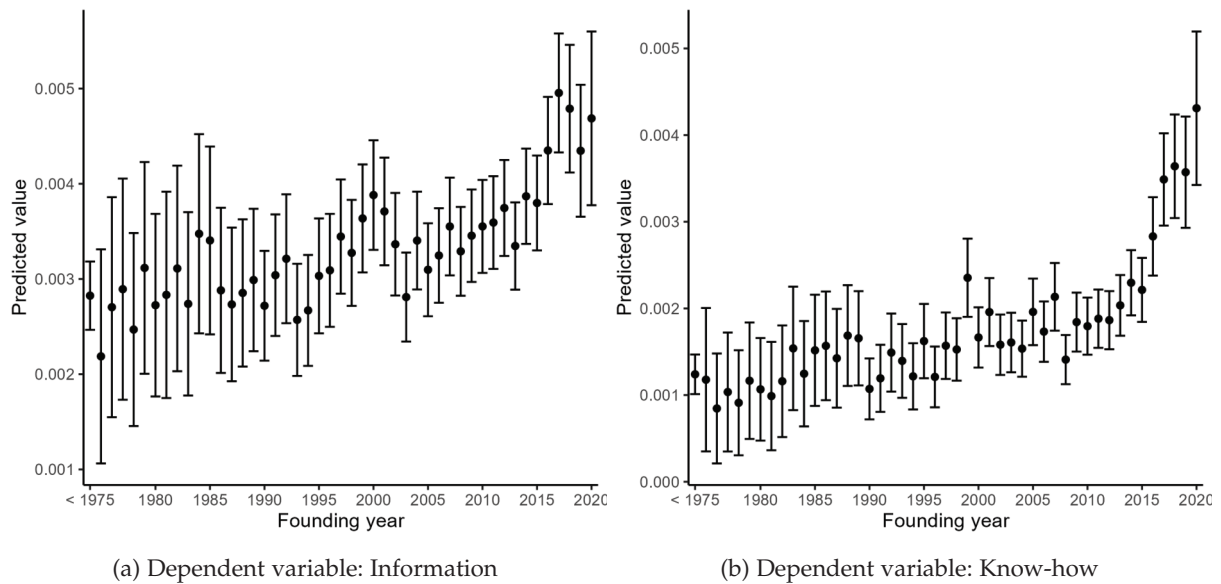 0.005
0.004
0.003
0.002
0.001
Predicted value
< 1975 1980 1985 1990 1995 2000 2005 2010 2015 2020
Founding year
(a) Dependent variable: Information
0.005
0.004
0.003
0.002
0.001
0.000
Predicted value
< 1975 1980 1985 1990 1995 2000 2005 2010 2015 2020
Founding year
(b) Dependent variable: Know-how